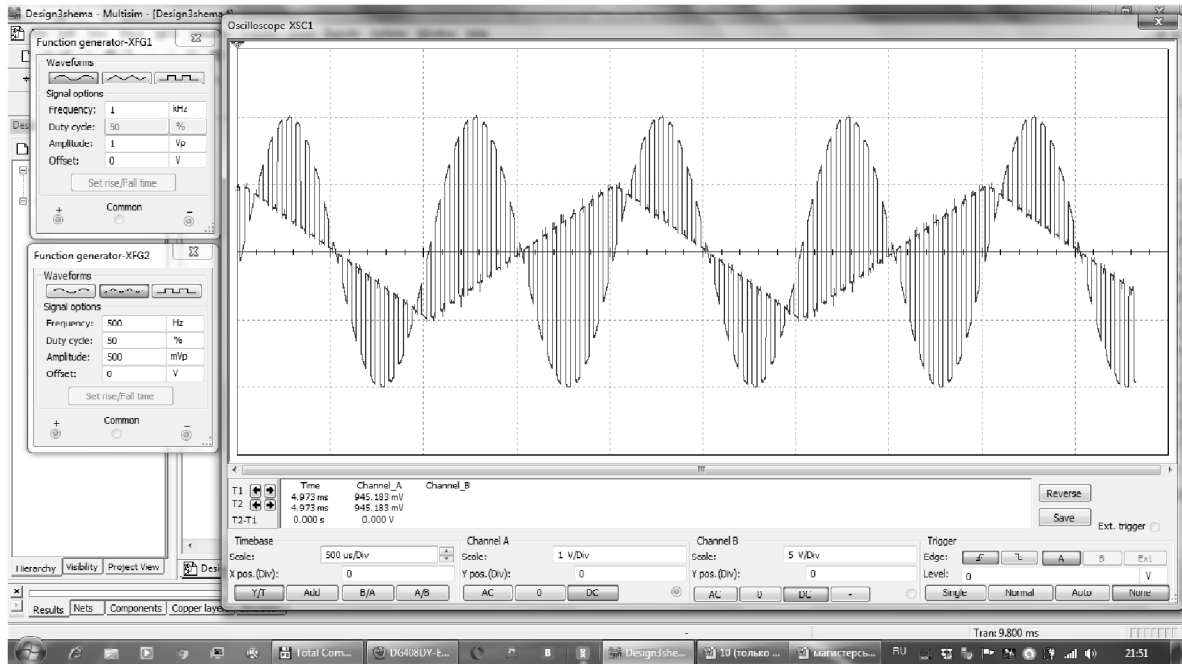 Design3shema - Multisim - [Design3shema
Function generator-XFG1
Waveforms
Signal options
Frequency: 1 kHz
Duty cycle: 50 %
Amplitude: 1 Vp
Offset: 0 V
Set rise/Fall time
+ Common -
Function generator-XFG2
Waveforms
Signal options
Frequency: 500 Hz
Duty cycle: 50 %
Amplitude: 500 mVp
Offset: 0 V
Set rise/Fall time
+ Common -
Oscilloscope XSC1
Time Channel_A Channel_B
T1 4.973 ms 945.183 mV
T2 4.973 ms 945.183 mV
T2-T1 0.000 s 0.000 V
Reverse
Save
Ext. trigger
Timebase
Scale: 500 us/Div
X pos.(Div): 0
Y/T Add B/A A/B
Channel A
Scale: 1 V/Div
Y pos.(Div): 0
AC 0 DC
Channel B
Scale: 5 V/Div
Y pos.(Div): 0
AC 0 DC -
Trigger
Edge: A B Ext
Level: 0 V
Single Normal Auto None
Hierarchy Visibility Project View
Desi
Results Nets Components Copper layers
-
Tran: 9.800 ms
Total Com... DG408DY-E... Design3she... 10 (только ... магистерсь... RU 21:51